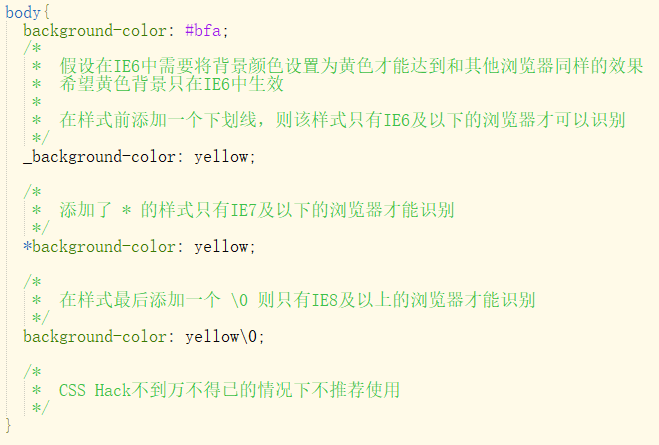 body{
background-color: #bfa;
/*
* 假设在IE6中需要将背景颜色设置为黄色才能达到和其他浏览器同样的效果
* 希望黄色背景只在IE6中生效
*
* 在样式前添加一个下划线，则该样式只有IE6及以下的浏览器才可以识别
*/
_background-color: yellow;
/*
* 添加了 * 的样式只有IE7及以下的浏览器才能识别
*/
*background-color: yellow;
/*
* 在样式最后添加一个 \0 则只有IE8及以上的浏览器才能识别
*/
background-color: yellow\0;
/*
* CSS Hack不到万不得已的情况下不推荐使用
*/
}